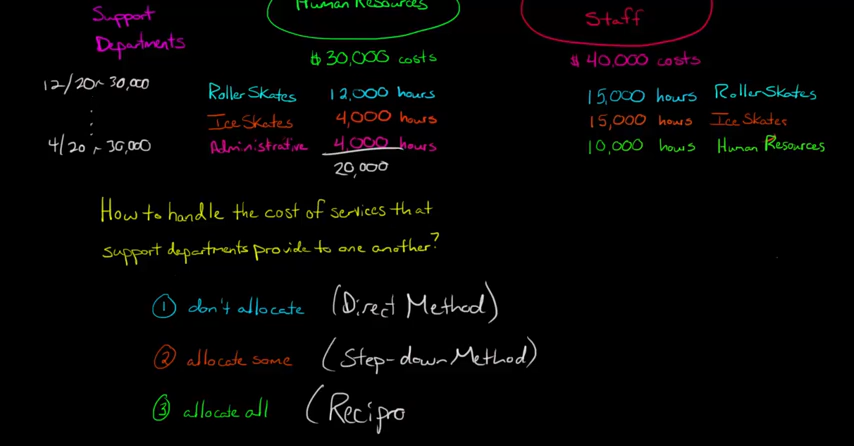 Human Resources
Support
Departments
Staff
$30,000 costs
$40,000 costs
12/20 × 30,000
Roller Skates 12,000 hours
15,000 hours Roller Skates
Ice Skates 4,000 hours
15,000 hours Ice Skates
4/20 × 30,000
Administrative 4,000 hours
10,000 hours Human Resources
20,000
How to handle the cost of services that
support departments provide to one another?
① don't allocate (Direct Method)
② allocate some (Step-down Method)
③ allocate all (Recipro